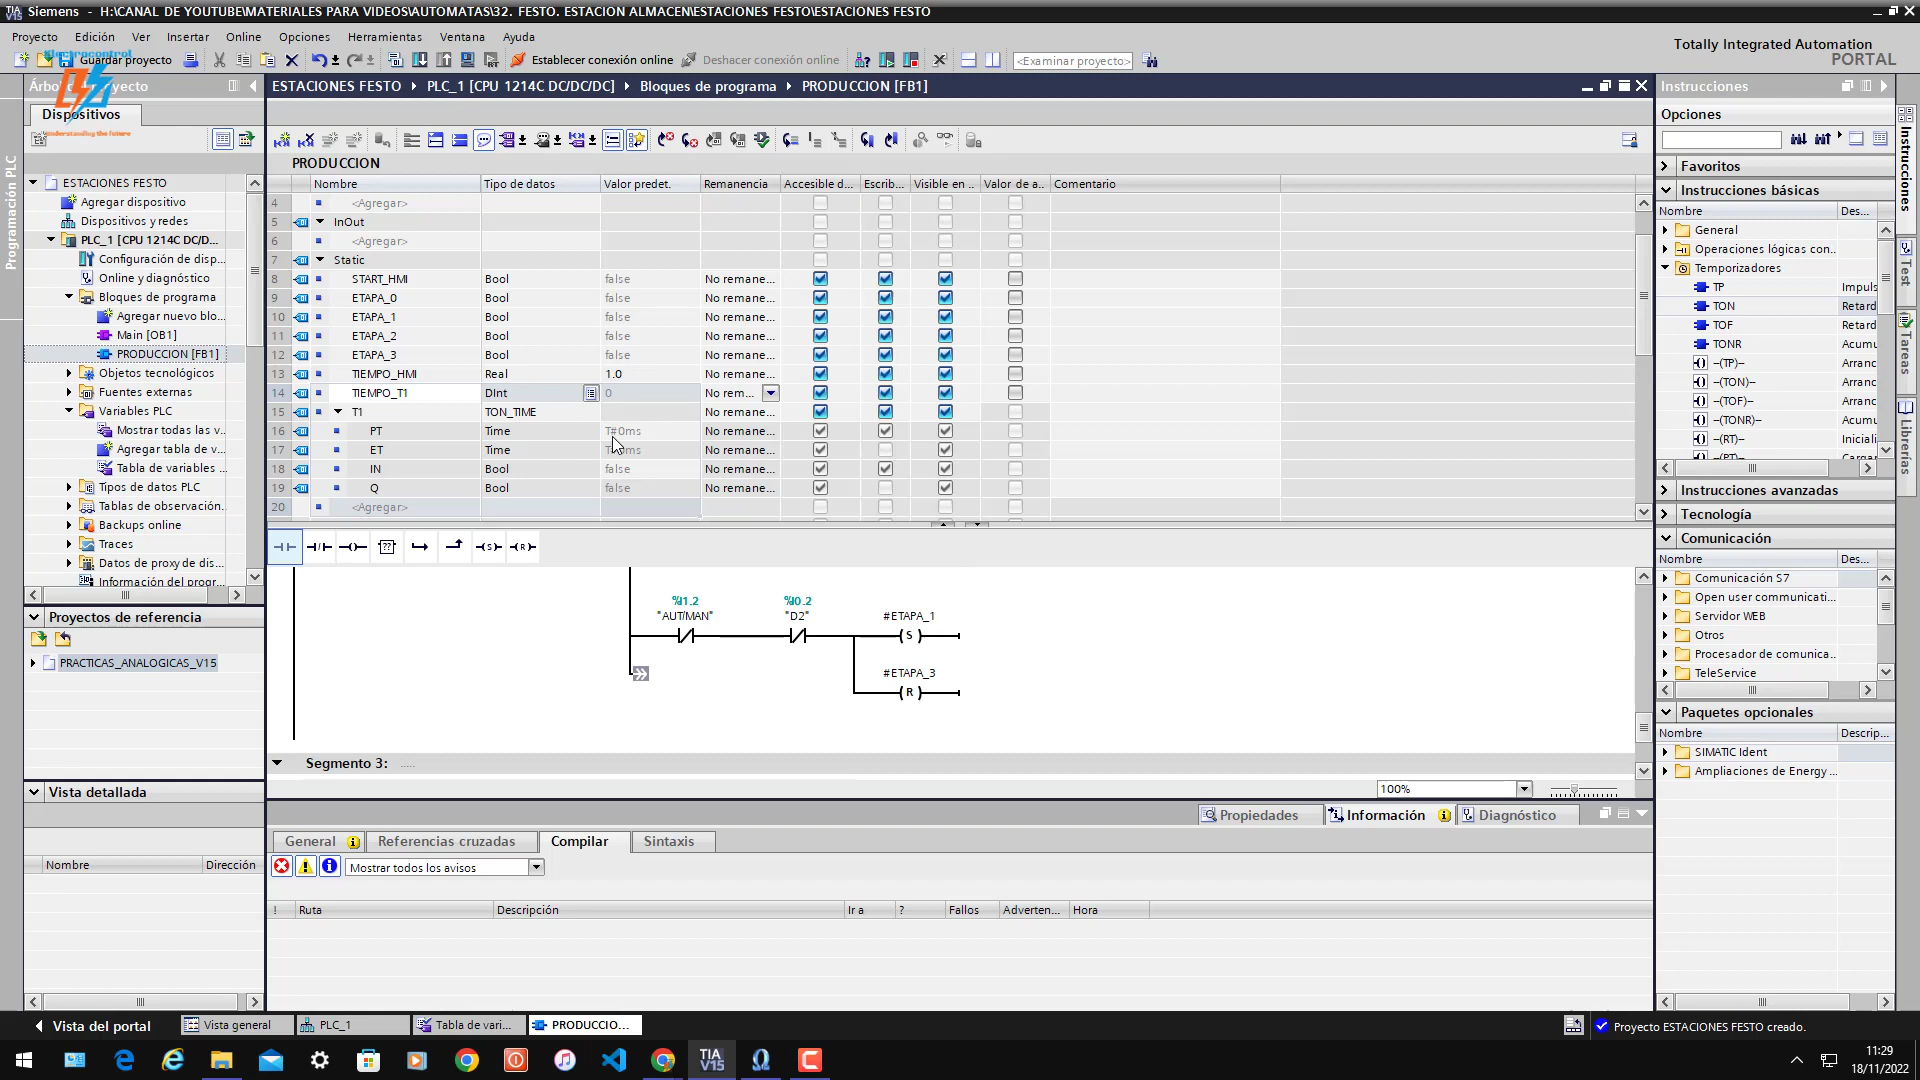 Siemens - H:\CANAL DE YOUTUBE\MATERIALES PARA VIDEOS\AUTOMATAS\32. FESTO. ESTACION ALMACEN\ESTACIONES FESTO\ESTACIONES FESTO
Proyecto Edición Ver Insertar Online Opciones Herramientas Ventana Ayuda
Totally Integrated Automation
PORTAL
Guardar proyecto Establecer conexión online Deshacer conexión online <Examinar proyecto>
Electrocontrol
Understanding the future
ESTACIONES FESTO PLC_1 [CPU 1214C DC/DC/DC] Bloques de programa PRODUCCION [FB1]
Dispositivos
Programación PLC
ESTACIONES FESTO
Agregar dispositivo
Dispositivos y redes
PLC_1 [CPU 1214C DC/D...
Configuración de disp...
Online y diagnóstico
Bloques de programa
Agregar nuevo blo...
Main [OB1]
PRODUCCION [FB1]
Objetos tecnológicos
Fuentes externas
Variables PLC
Mostrar todas las v...
Agregar tabla de v...
Tabla de variables ...
Tipos de datos PLC
Tablas de observación...
Backups online
Traces
Datos de proxy de dis...
Información del progr...
Proyectos de referencia
PRACTICAS_ANALOGICAS_V15
Vista detallada
Nombre Dirección
PRODUCCION
Nombre Tipo de datos Valor predet. Remanencia Accesible d... Escrib... Visible en .. Valor de a.. Comentario
4 <Agregar>
5 InOut
6 <Agregar>
7 Static
8 START_HMI Bool false No remane...
9 ETAPA_0 Bool false No remane...
10 ETAPA_1 Bool false No remane...
11 ETAPA_2 Bool false No remane...
12 ETAPA_3 Bool false No remane...
13 TIEMPO_HMI Real 1.0 No remane...
14 TIEMPO_T1 DInt 0 No rem...
15 T1 TON_TIME No remane...
16 PT Time T#0ms No remane...
17 ET Time No remane...
18 IN Bool false No remane...
19 Q Bool false No remane...
20 <Agregar>
%I1.2 %I0.2
"AUT/MAN" "D2" #ETAPA_1
S
#ETAPA_3
R
Segmento 3: .....
100%
Propiedades Información Diagnóstico
General Referencias cruzadas Compilar Sintaxis
Mostrar todos los avisos
! Ruta Descripción Ir a ? Fallos Adverten... Hora
Instrucciones
Opciones
Favoritos
Instrucciones básicas
Nombre Des...
General
Operaciones lógicas con..
Temporizadores
TP Impuls
TON Retard
TOF Retard
TONR Acumu
-(TP)- Arranc
-(TON)- Arranc
-(TOF)- Arranc
-(TONR)- Acumu
-(RT)- Iniciali
-(PT)- Cargar
Instrucciones avanzadas
Tecnología
Comunicación
Nombre Des...
Comunicación S7
Open user communicati...
Servidor WEB
Otros
Procesador de comunica..
TeleService
Paquetes opcionales
Nombre Descrip...
SIMATIC Ident
Ampliaciones de Energy ...
Instrucciones
Test
Tareas
Librerías
Vista del portal Vista general PLC_1 Tabla de vari... PRODUCCIO... Proyecto ESTACIONES FESTO creado.
TIA
V15
11:29
18/11/2022